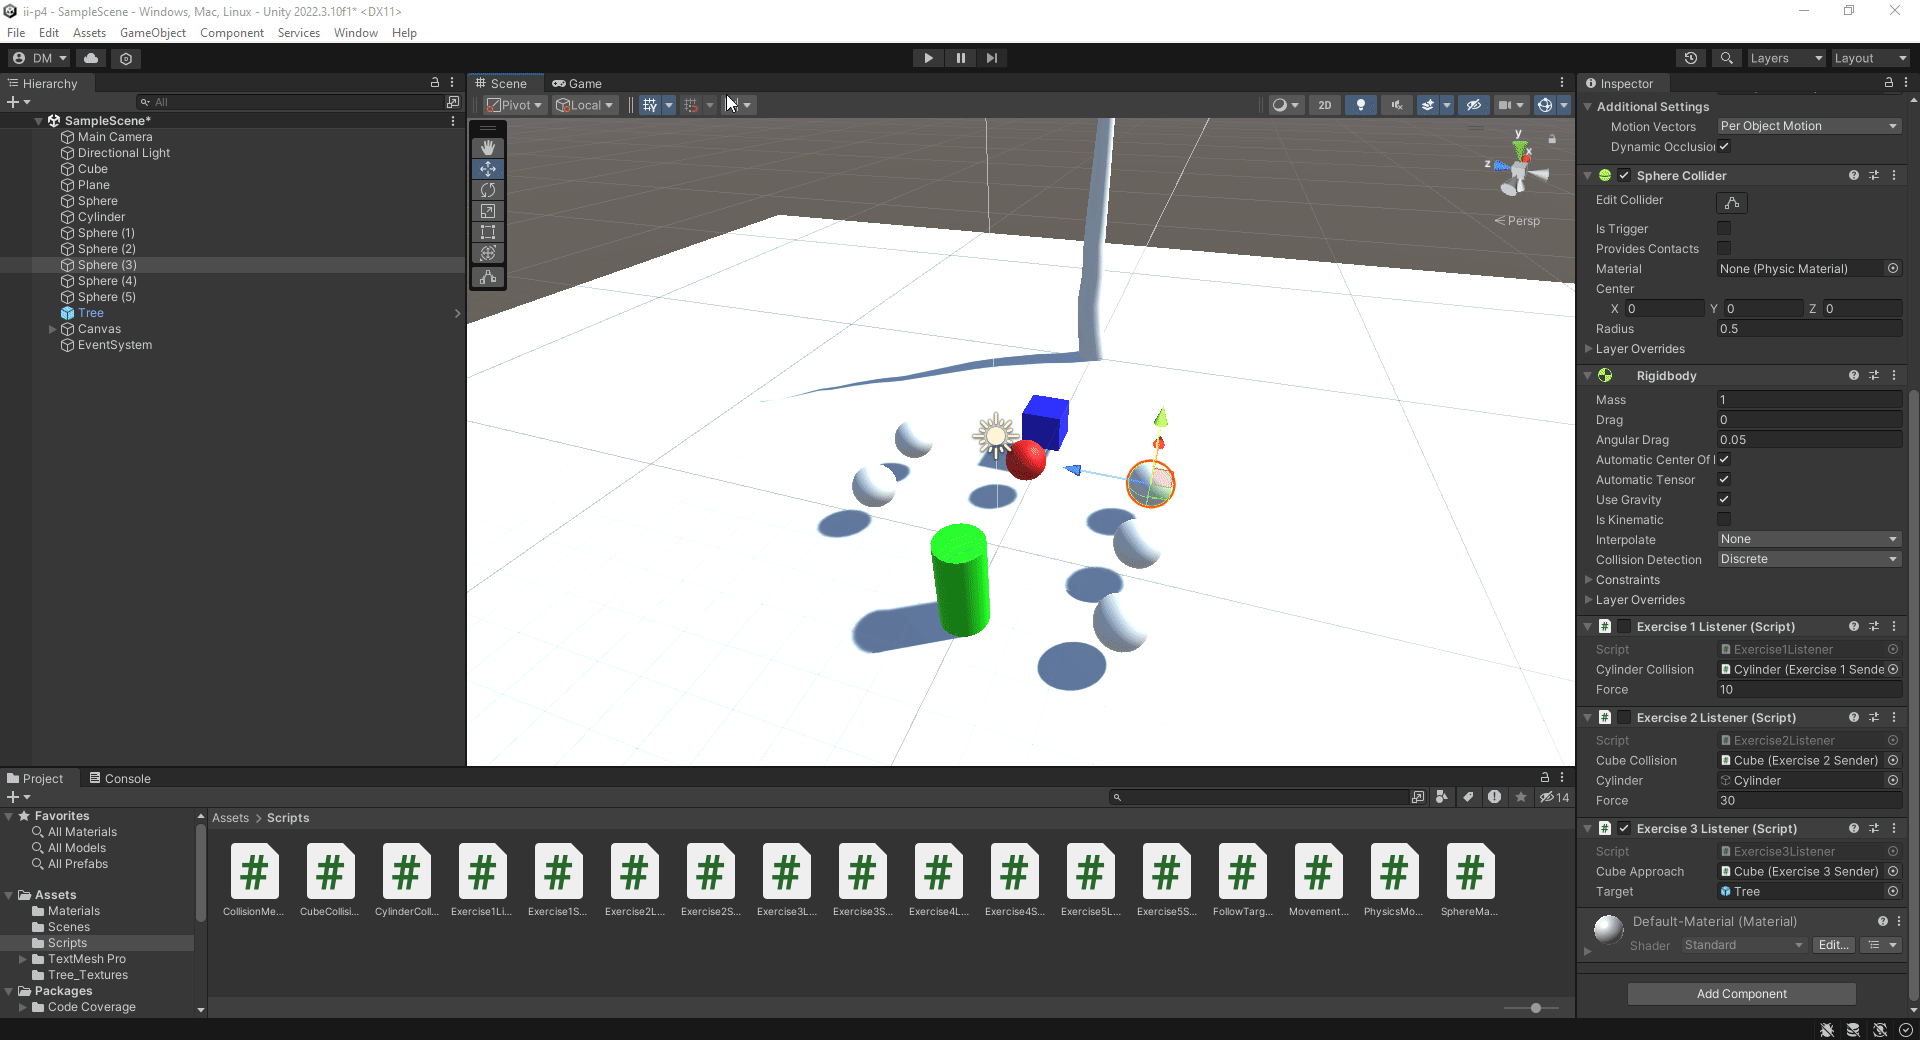 ii-p4 - SampleScene - Windows, Mac, Linux - Unity 2022.3.10f1* <DX11>
File Edit Assets GameObject Component Services Window Help
DM
Layers
Layout
Hierarchy
All
SampleScene*
Main Camera
Directional Light
Cube
Plane
Sphere
Cylinder
Sphere (1)
Sphere (2)
Sphere (3)
Sphere (4)
Sphere (5)
Tree
Canvas
EventSystem
Scene
Game
Pivot
Local
2D
y
x
z
Persp
Inspector
Additional Settings
Motion Vectors Per Object Motion
Dynamic Occlusion
Sphere Collider
Edit Collider
Is Trigger
Provides Contacts
Material None (Physic Material)
Center
X 0 Y 0 Z 0
Radius 0.5
Layer Overrides
Rigidbody
Mass 1
Drag 0
Angular Drag 0.05
Automatic Center Of
Automatic Tensor
Use Gravity
Is Kinematic
Interpolate None
Collision Detection Discrete
Constraints
Layer Overrides
# Exercise 1 Listener (Script)
Script Exercise1Listener
Cylinder Collision Cylinder (Exercise 1 Sende
Force 10
# Exercise 2 Listener (Script)
Script Exercise2Listener
Cube Collision Cube (Exercise 2 Sender)
Cylinder Cylinder
Force 30
# Exercise 3 Listener (Script)
Script Exercise3Listener
Cube Approach Cube (Exercise 3 Sender)
Target Tree
Default-Material (Material)
Shader Standard Edit...
Add Component
Project
Console
14
Favorites
All Materials
All Models
All Prefabs
Assets
Materials
Scenes
Scripts
TextMesh Pro
Tree_Textures
Packages
Code Coverage
Assets > Scripts
# # # # # # # # # # # # # # # # #
CollisionMe... CubeCollisi... CylinderColl... Exercise1Li... Exercise1S... Exercise2L... Exercise2S... Exercise3L... Exercise3S... Exercise4L... Exercise4S... Exercise5L... Exercise5S... FollowTarg... Movement... PhysicsMo... SphereMa...